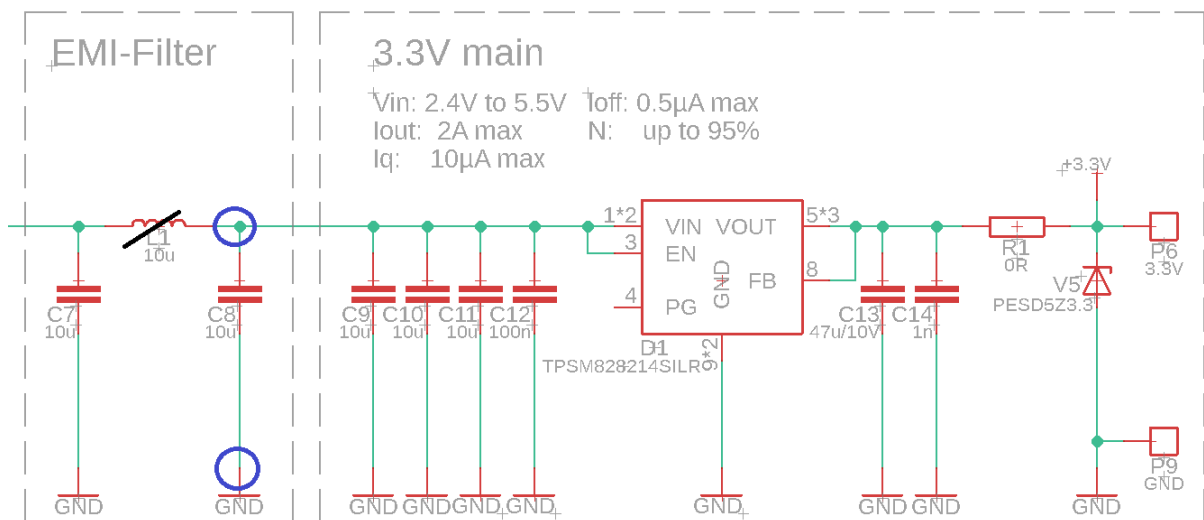 EMI-Filter
3.3V main
Vin: 2.4V to 5.5V Ioff: 0.5µA max
Iout: 2A max N: up to 95%
Iq: 10µA max
+3.3V
1*2 VIN VOUT 5*3
3 EN
L1
10u
R1
0R
P6
3.3V
8 FB
GND
4 PG
V5
PESD5Z3.3
C7
10u
C8
10u
C9
10u
C10
10u
C11
10u
C12
100n
C13
47u/10V
C14
1n
D1
TPSM828214SILR
9*2
P9
GND
GND
GND
GND
GND
GND
GND
GND
GND
GND
GND